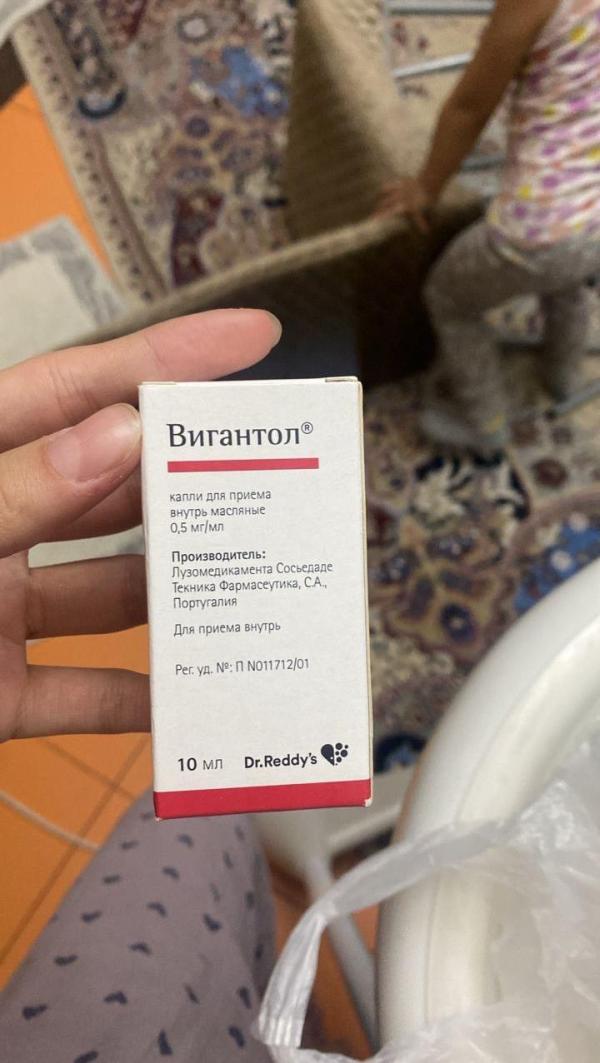 Вигантол®
капли для приема
внутрь масляные
0,5 мг/мл
Производитель:
Лузомедикамента Сосьедаде
Текника Фармасеутика, С.А.,
Португалия
Для приема внутрь
Рег. уд. №: П N011712/01
10 мл Dr.Reddy's